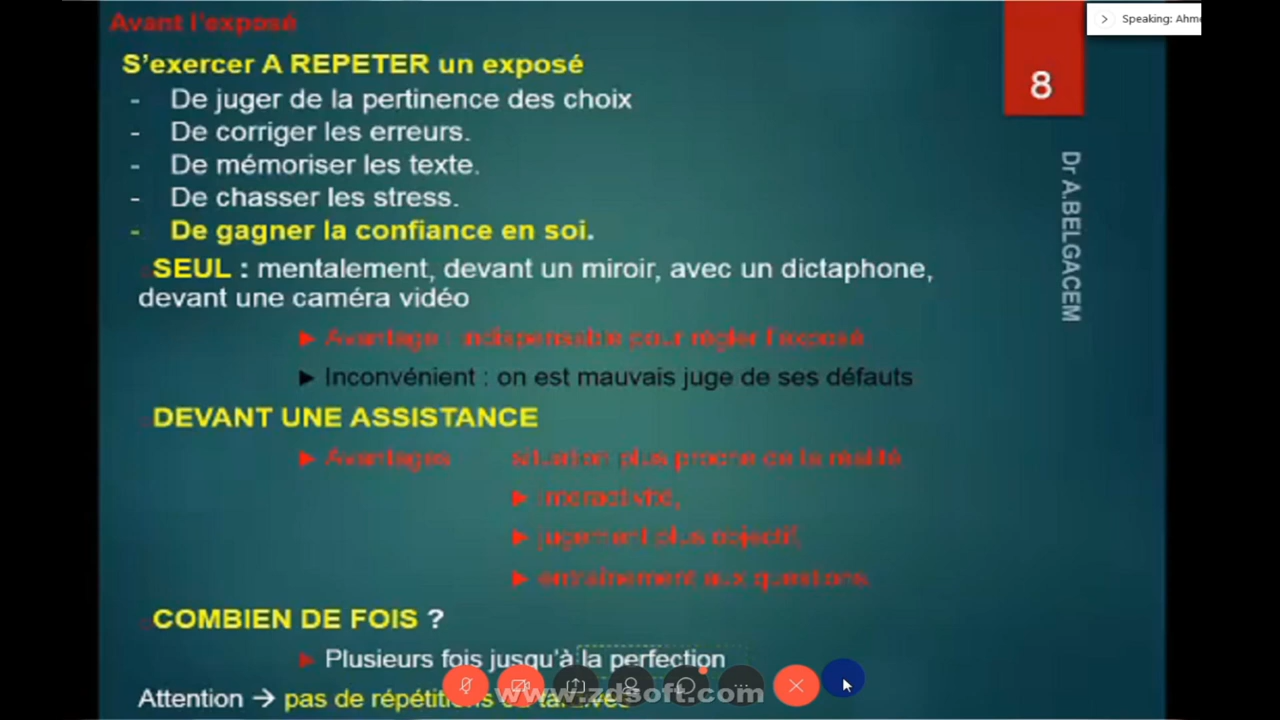 Avant l'exposé
Speaking: Ahm
S'exercer A REPETER un exposé
8
- De juger de la pertinence des choix
- De corriger les erreurs.
- De mémoriser les texte.
- De chasser les stress.
- De gagner la confiance en soi.
Dr A.BELGACEM
SEUL : mentalement, devant un miroir, avec un dictaphone,
devant une caméra vidéo
► Avantage : indispensable pour régler l'exposé
► Inconvénient : on est mauvais juge de ses défauts
DEVANT UNE ASSISTANCE
► Avantages situation plus proche de la réalité
► interactivité,
► jugement plus objectif,
► entraînement aux questions.
COMBIEN DE FOIS ?
► Plusieurs fois jusqu'à la perfection
Attention → pas de
www.zdsoft.com